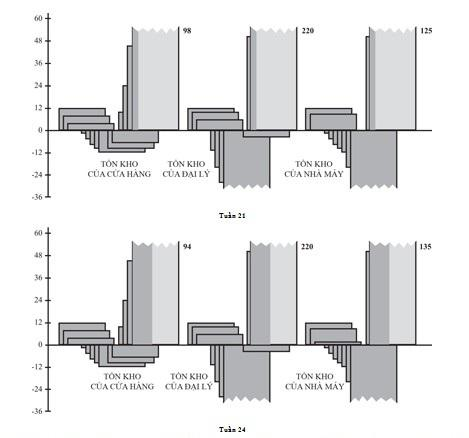 60
48
36
24
12
0
-12
-24
-36
98
220
125
TỒN KHO
CỦA CỬA HÀNG
TỒN KHO
CỦA ĐẠI LÝ
TỒN KHO
CỦA NHÀ MÁY
Tuần 21
60
48
36
24
12
0
-12
-24
-36
94
220
135
TỒN KHO
CỦA CỬA HÀNG
TỒN KHO
CỦA ĐẠI LÝ
TỒN KHO
CỦA NHÀ MÁY
Tuần 24